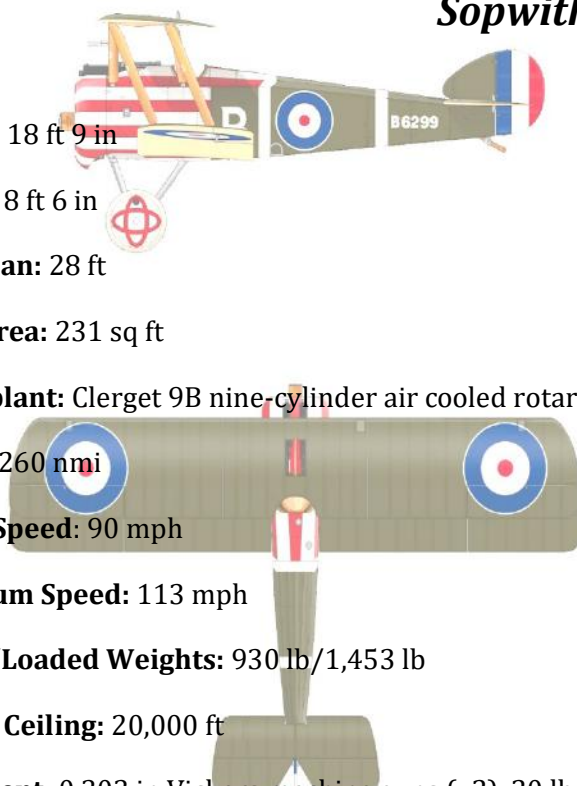 Sopwith
18 ft 9 in
B
B6299
8 ft 6 in
an: 28 ft
rea: 231 sq ft
plant: Clerget 9B nine-cylinder air cooled rotar
260 nmi
Speed: 90 mph
um Speed: 113 mph
/Loaded Weights: 930 lb/1,453 lb
Ceiling: 20,000 ft